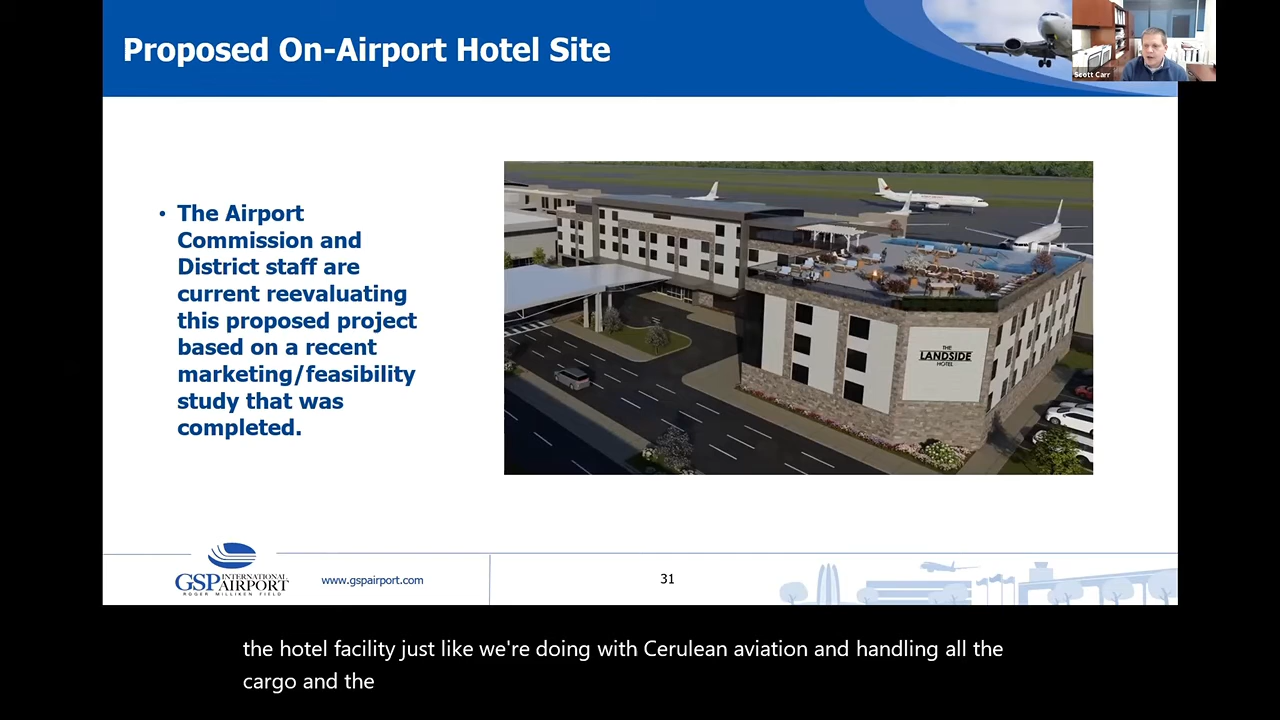 Proposed On-Airport Hotel Site
Scott Carr
• The Airport
Commission and
District staff are
current reevaluating
this proposed project
based on a recent
marketing/feasibility
study that was
completed.
THE
LANDSIDE
HOTEL
GSP INTERNATIONAL
AIRPORT
ROGER MILLIKEN FIELD
www.gspairport.com
31
the hotel facility just like we're doing with Cerulean aviation and handling all the
cargo and the